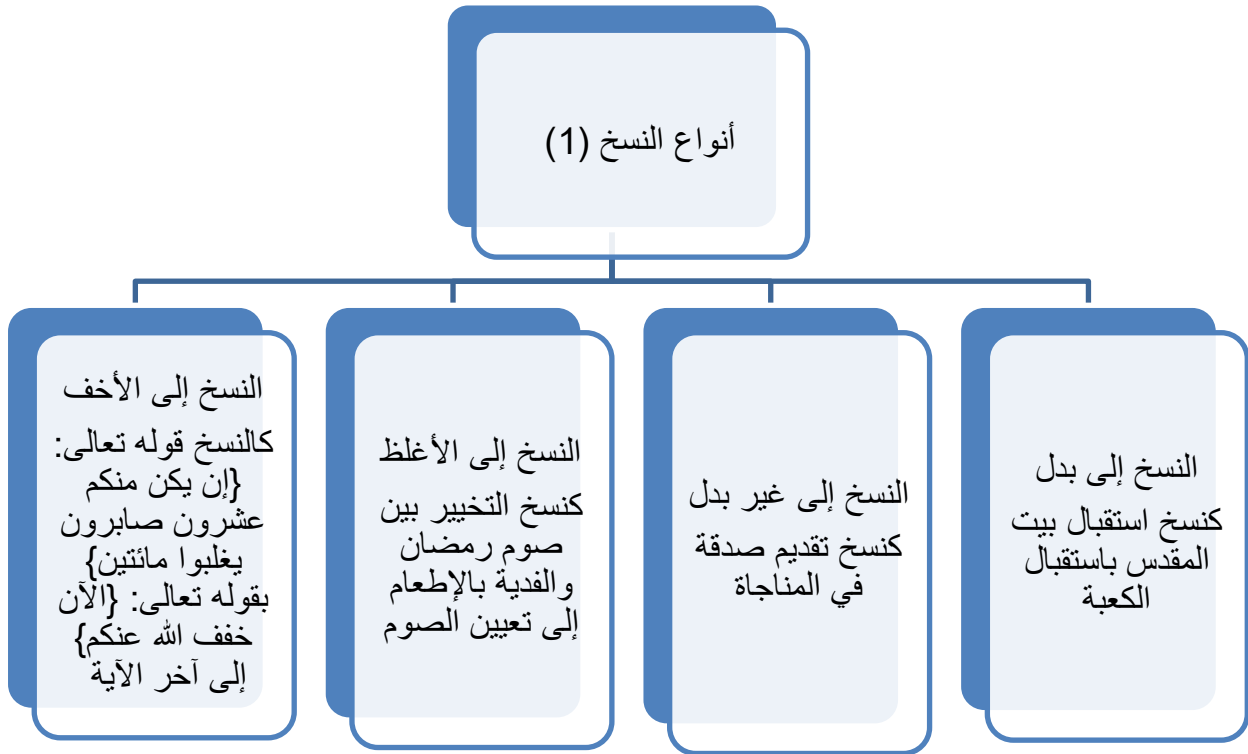 أنواع النسخ (1)
النسخ إلى بدل
كنسخ استقبال بيت
المقدس باستقبال
الكعبة
النسخ إلى غير بدل
كنسخ تقديم صدقة
في المناجاة
النسخ إلى الأغلظ
كنسخ التخيير بين
صوم رمضان
والفدية بالإطعام
إلى تعيين الصوم
النسخ إلى الأخف
كالنسخ قوله تعالى:
{إن يكن منكم
عشرون صابرون
يغلبوا مائتين}
بقوله تعالى: {الآن
خفف الله عنكم}
إلى آخر الآية